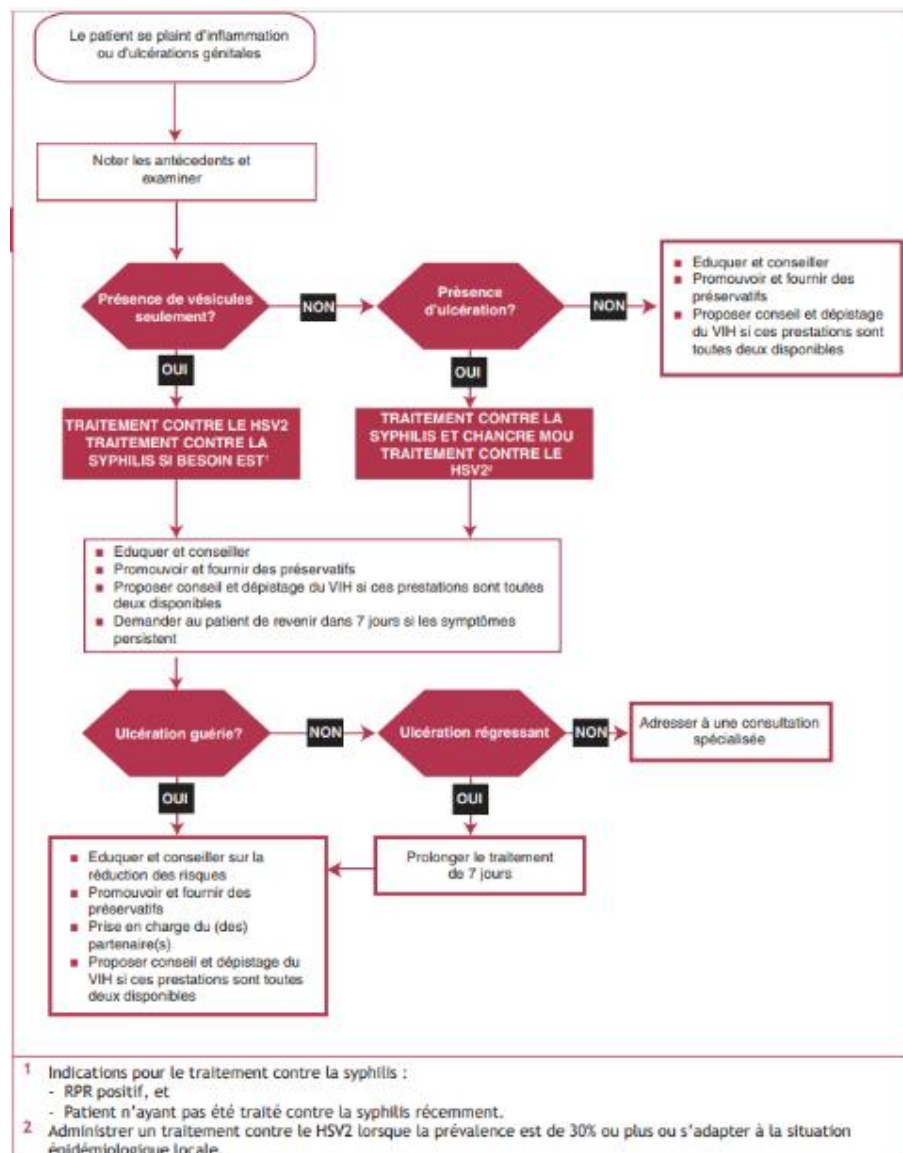 Le patient se plaint d'inflammation
ou d'ulcérations génitales
Noter les antécedents et
examiner
Présence de vésicules
seulement?
NON
Présence
d'ulcération?
NON
■ Eduquer et conseiller
■ Promouvoir et fournir des
préservatifs
■ Proposer conseil et dépistage
du VIH si ces prestations sont
toutes deux disponibles
OUI
OUI
TRAITEMENT CONTRE LE HSV2
TRAITEMENT CONTRE LA
SYPHILIS SI BESOIN EST¹
TRAITEMENT CONTRE LA
SYPHILIS ET CHANCRE MOU
TRAITEMENT CONTRE LE
HSV2²
■ Eduquer et conseiller
■ Promouvoir et fournir des préservatifs
■ Proposer conseil et dépistage du VIH si ces prestations sont toutes
deux disponibles
■ Demander au patient de revenir dans 7 jours si les symptômes
persistent
Ulcération guérie?
NON
Ulcération régressant
NON
Adresser à une consultation
spécialisée
OUI
OUI
■ Eduquer et conseiller sur la
réduction des risques
■ Promouvoir et fournir des
préservatifs
■ Prise en charge du (des)
partenaire(s)
■ Proposer conseil et dépistage du
VIH si ces prestations sont toutes
deux disponibles
Prolonger le traitement
de 7 jours
1 Indications pour le traitement contre la syphilis :
- RPR positif, et
- Patient n'ayant pas été traité contre la syphilis récemment.
2 Administrer un traitement contre le HSV2 lorsque la prévalence est de 30% ou plus ou s'adapter à la situation
épidémiologique locale.